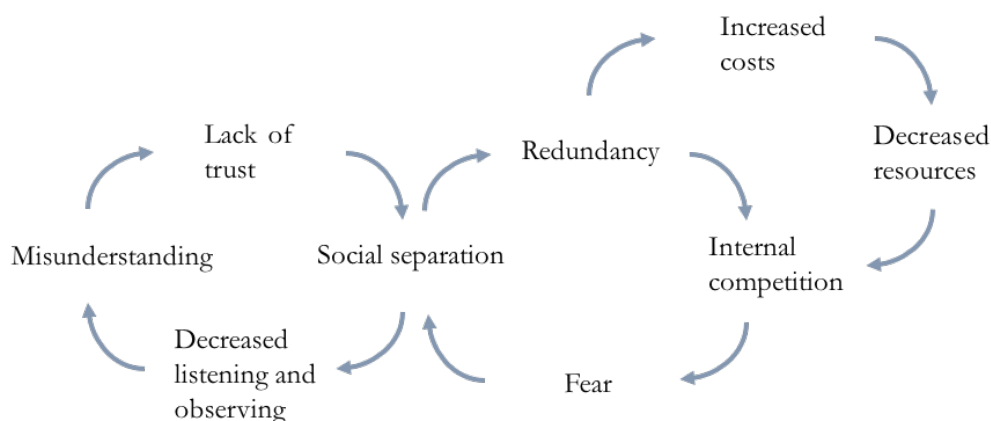 Increased
costs
Lack of
trust
Redundancy
Decreased
resources
Misunderstanding
Social separation
Internal
competition
Decreased
listening and
observing
Fear